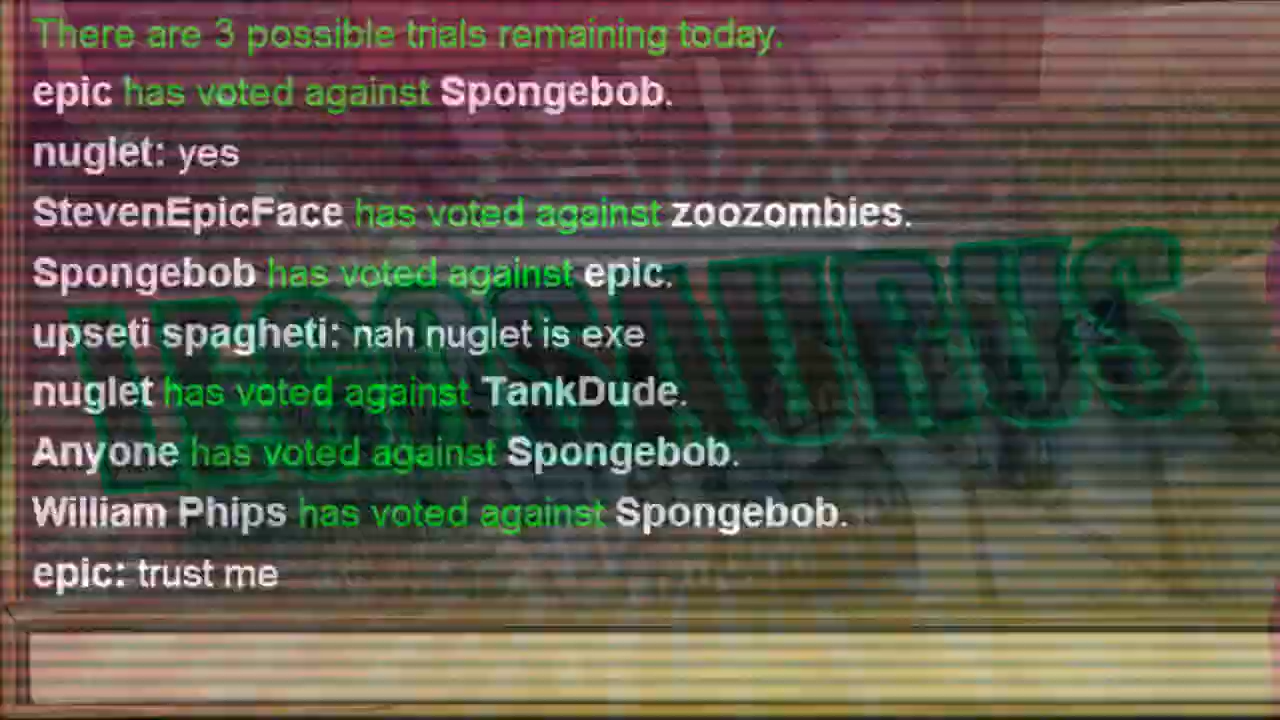 There are 3 possible trials remaining today.
epic has voted against Spongebob.
nuglet: yes
StevenEpicFace has voted against zoozombies.
Spongebob has voted against epic.
upseti spagheti: nah nuglet is exe
nuglet has voted against TankDude.
Anyone has voted against Spongebob.
William Phips has voted against Spongebob.
epic: trust me